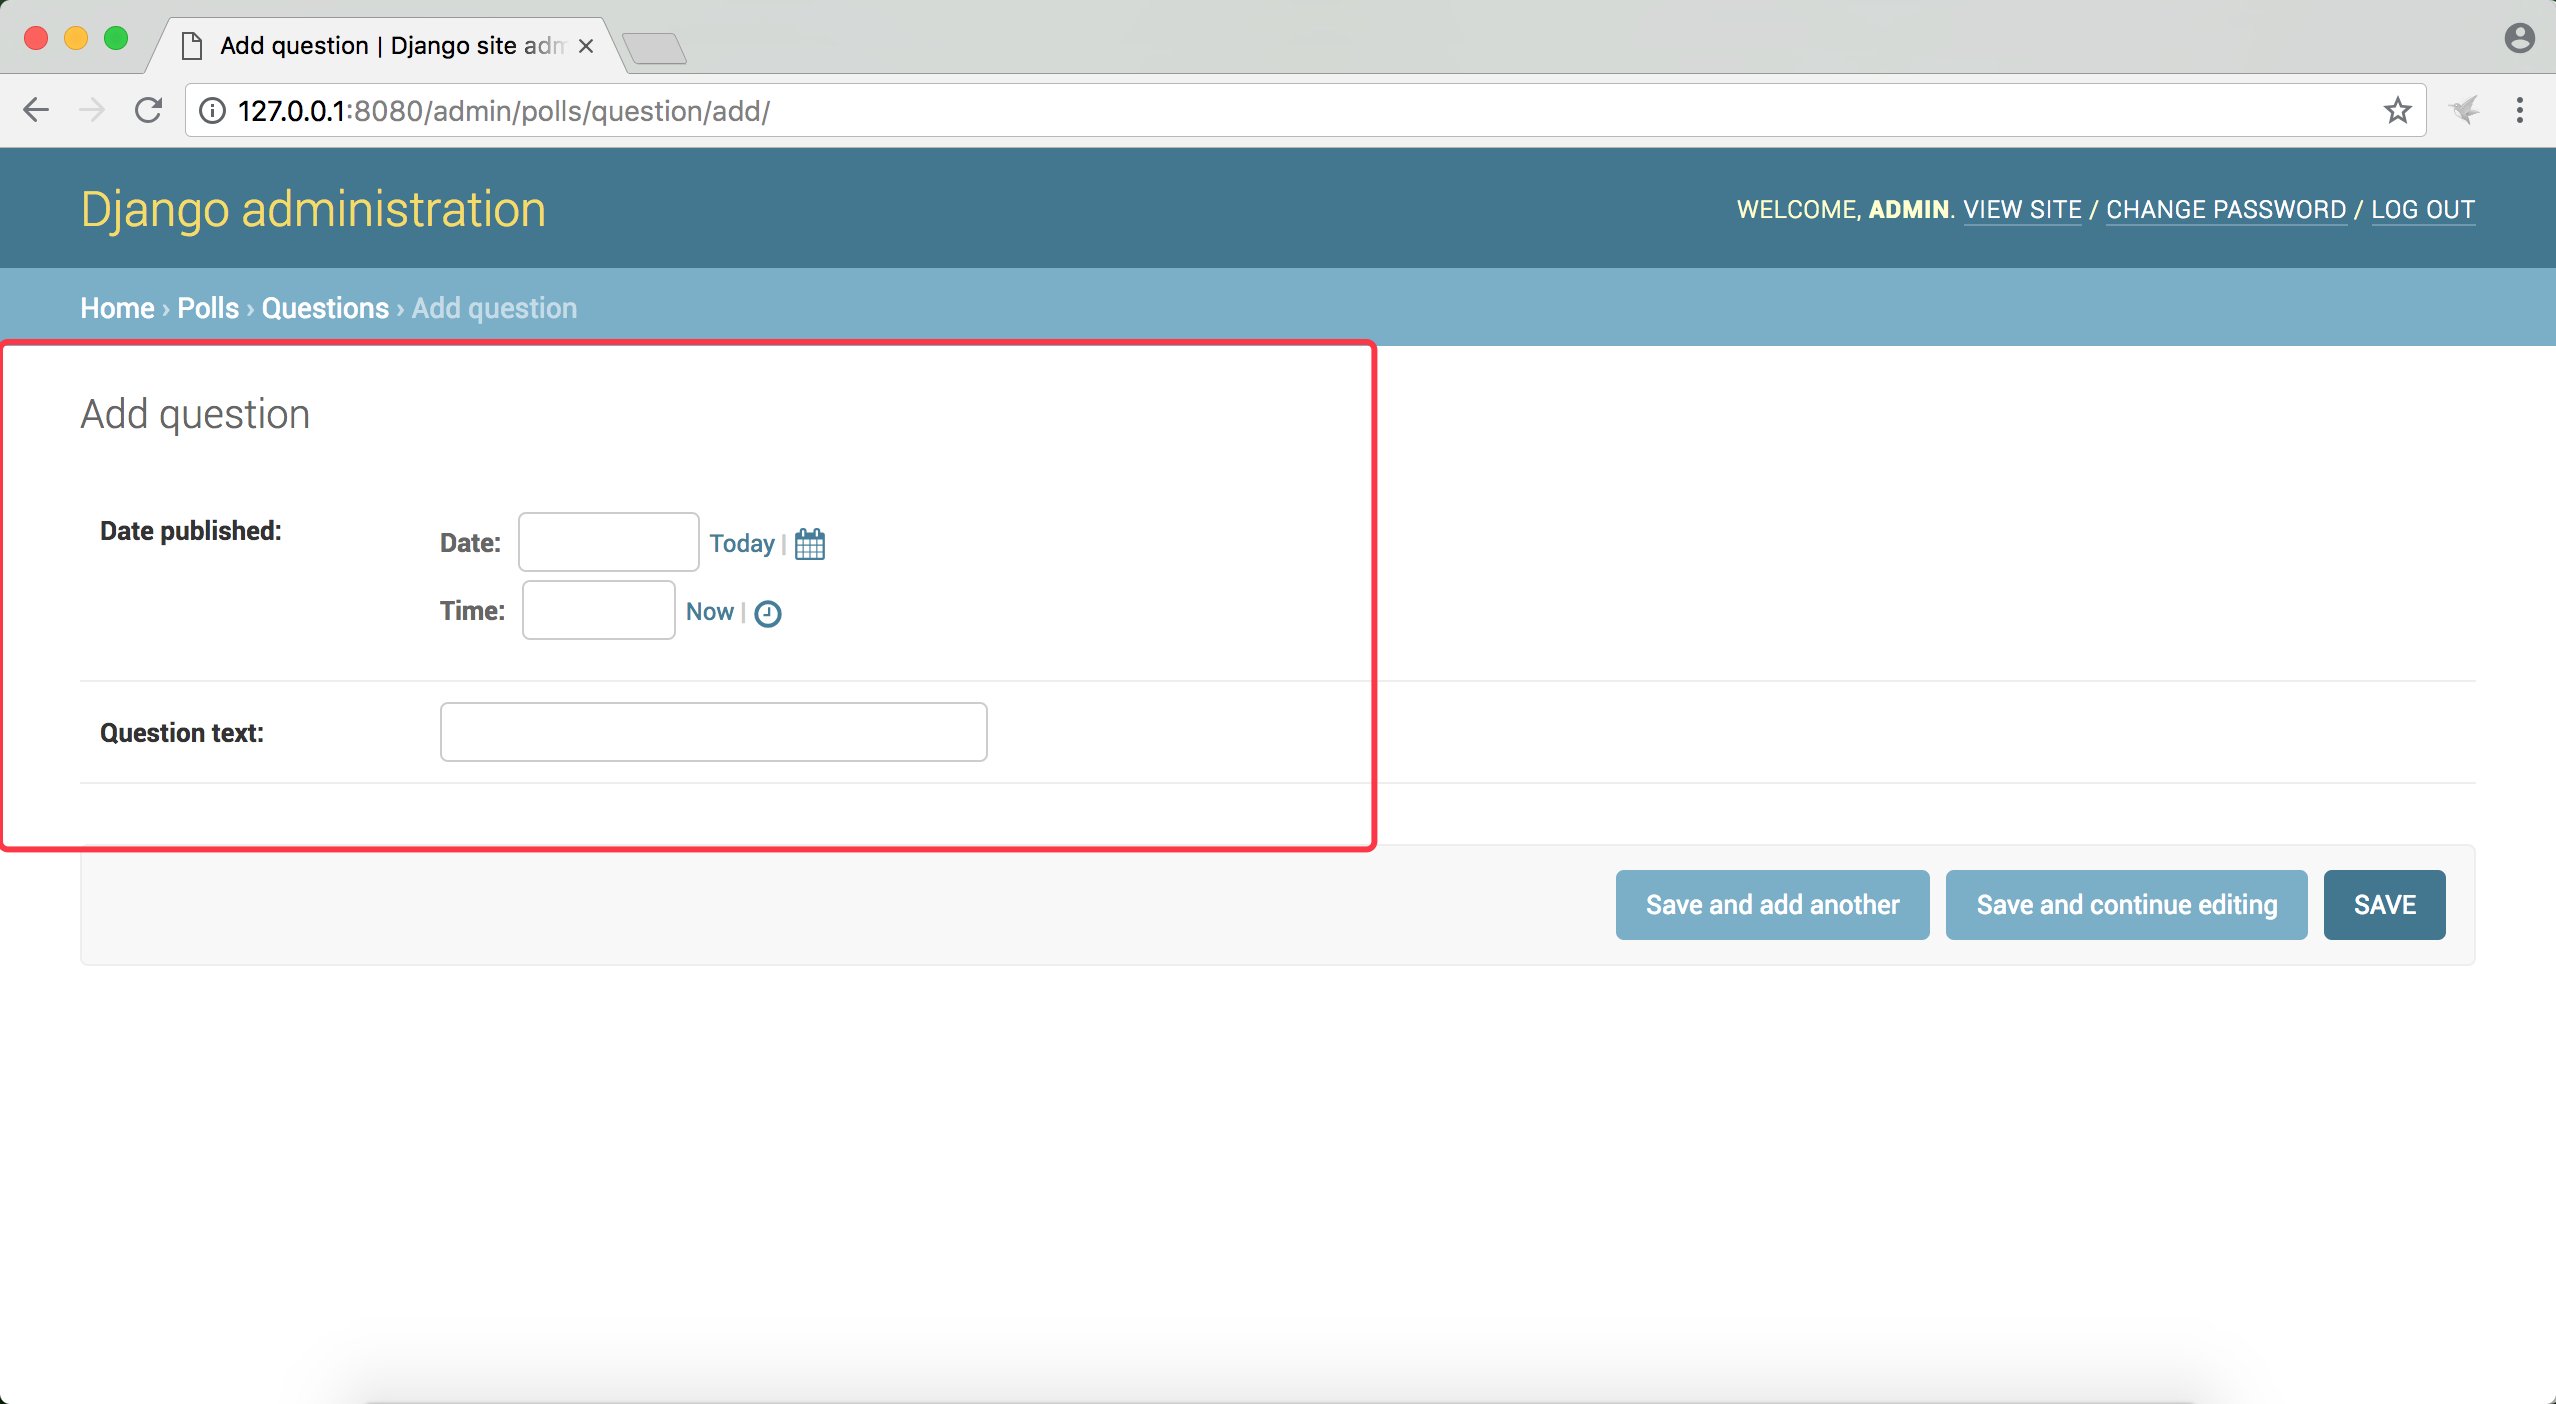 Add question | Django site adm
127.0.0.1:8080/admin/polls/question/add/
Django administration
WELCOME, ADMIN. VIEW SITE / CHANGE PASSWORD / LOG OUT
Home › Polls › Questions › Add question
Add question
Date published:
Date: Today |
Time: Now |
Question text:
Save and add another Save and continue editing SAVE